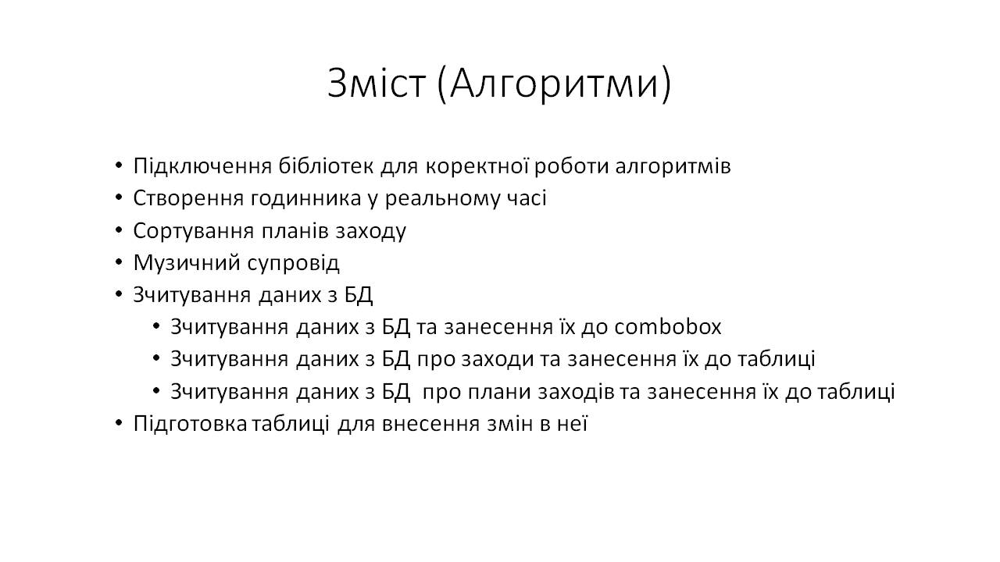 Зміст (Алгоритми)
• Підключення бібліотек для коректної роботи алгоритмів
• Створення годинника у реальному часі
• Сортування планів заходу
• Музичний супровід
• Зчитування даних з БД
• Зчитування даних з БД та занесення їх до combobox
• Зчитування даних з БД про заходи та занесення їх до таблиці
• Зчитування даних з БД  про плани заходів та занесення їх до таблиці
• Підготовка таблиці для внесення змін в неї